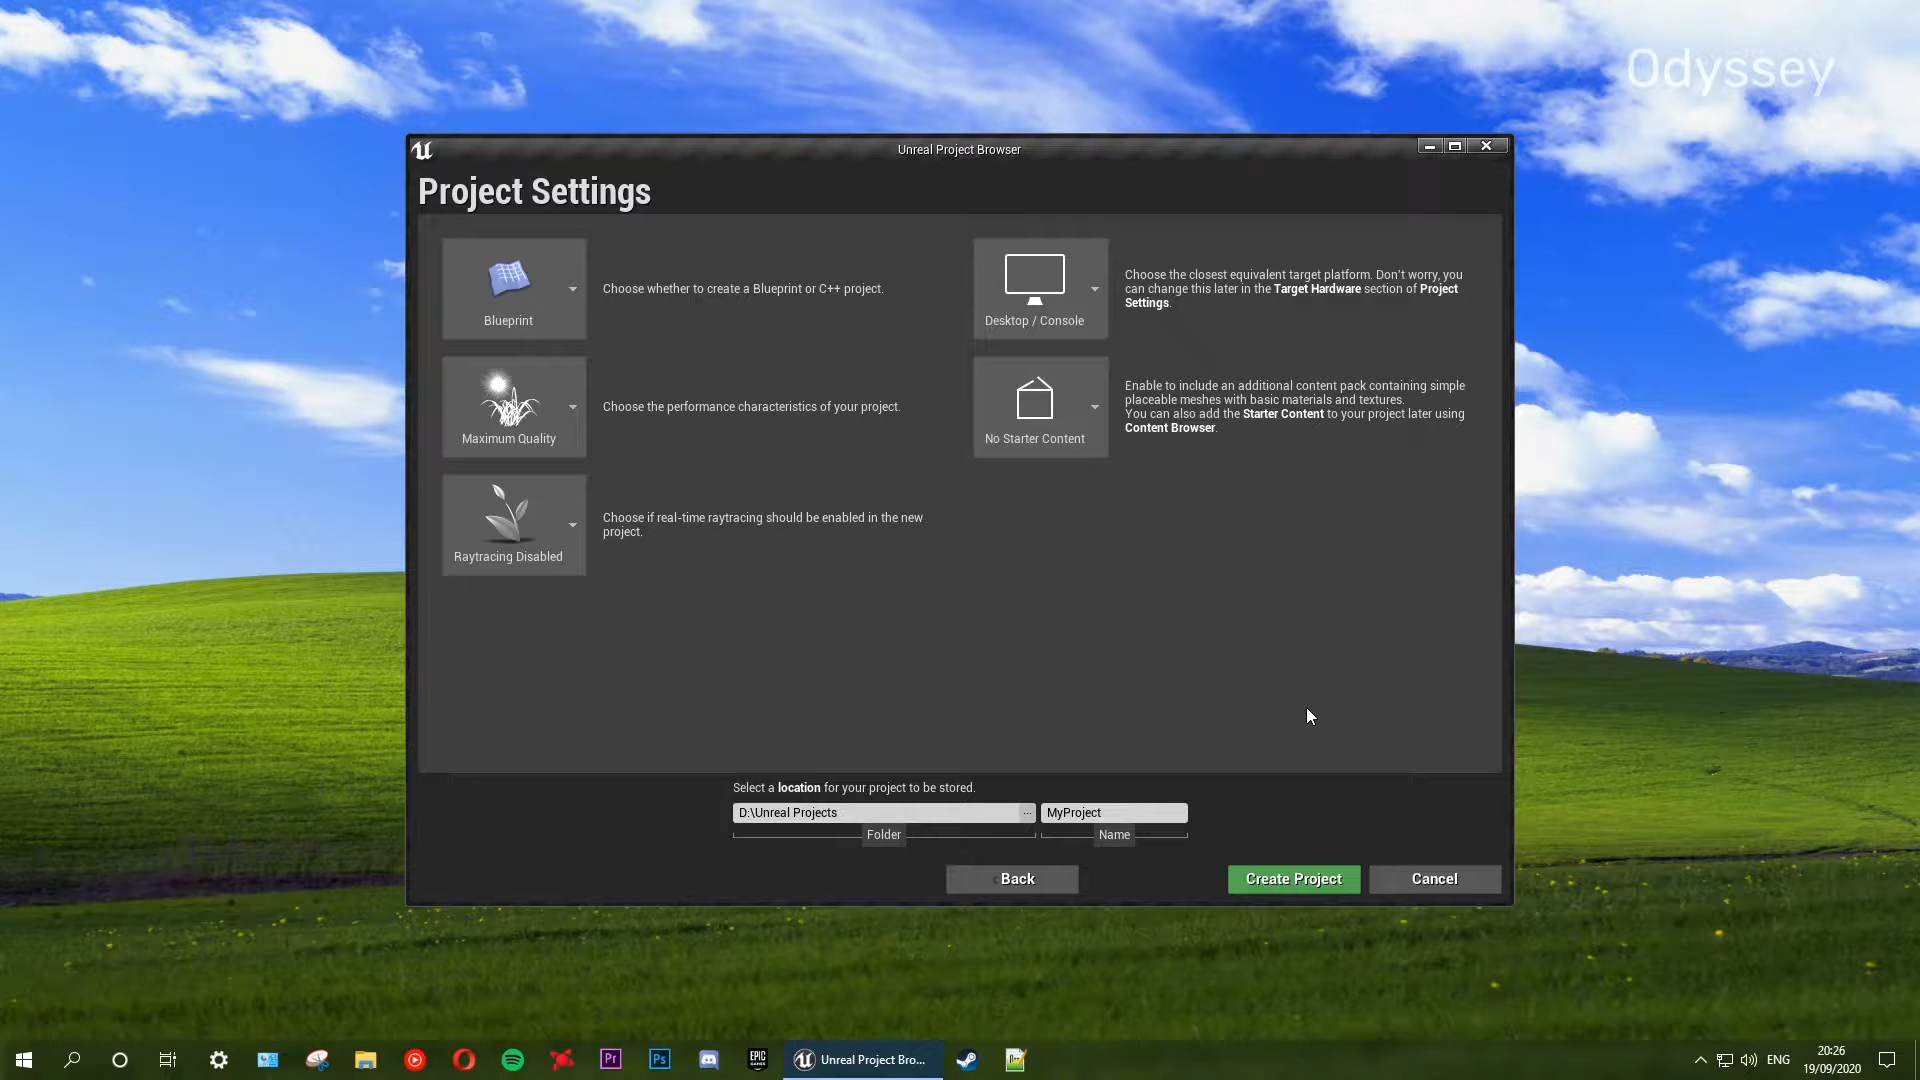 Odyssey
Unreal Project Browser
Project Settings
Blueprint
Choose whether to create a Blueprint or C++ project.
Desktop / Console
Choose the closest equivalent target platform. Don't worry, you
can change this later in the Target Hardware section of Project
Settings.
Maximum Quality
Choose the performance characteristics of your project.
No Starter Content
Enable to include an additional content pack containing simple
placeable meshes with basic materials and textures.
You can also add the Starter Content to your project later using
Content Browser.
Raytracing Disabled
Choose if real-time raytracing should be enabled in the new
project.
Select a location for your project to be stored.
D:\Unreal Projects
...
MyProject
Folder
Name
Back
Create Project
Cancel
Pr
Ps
EPIC
GAMES
Unreal Project Bro...
ENG
20:26
19/09/2020